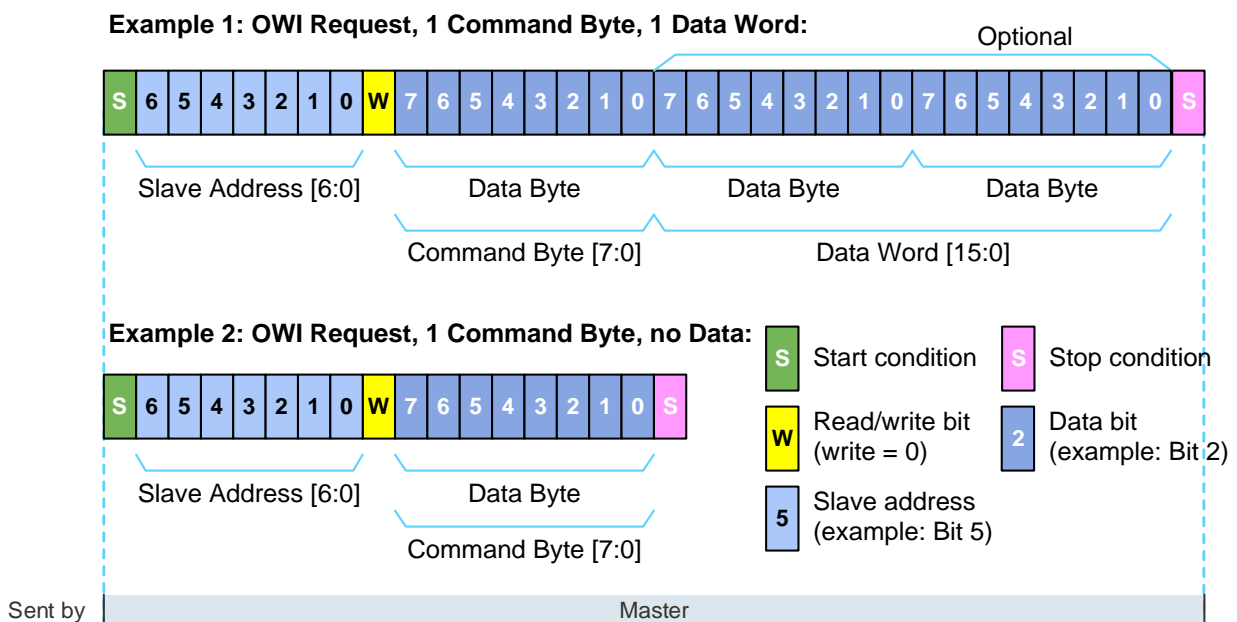 Example 1: OWI Request, 1 Command Byte, 1 Data Word:
Optional
S 6 5 4 3 2 1 0 W 7 6 5 4 3 2 1 0 7 6 5 4 3 2 1 0 7 6 5 4 3 2 1 0 S
Slave Address [6:0] Data Byte Data Byte Data Byte
Command Byte [7:0] Data Word [15:0]
Example 2: OWI Request, 1 Command Byte, no Data:
S 6 5 4 3 2 1 0 W 7 6 5 4 3 2 1 0 S
Slave Address [6:0] Data Byte
Command Byte [7:0]
S Start condition
S Stop condition
W Read/write bit
(write = 0)
2 Data bit
(example: Bit 2)
5 Slave address
(example: Bit 5)
Sent by Master